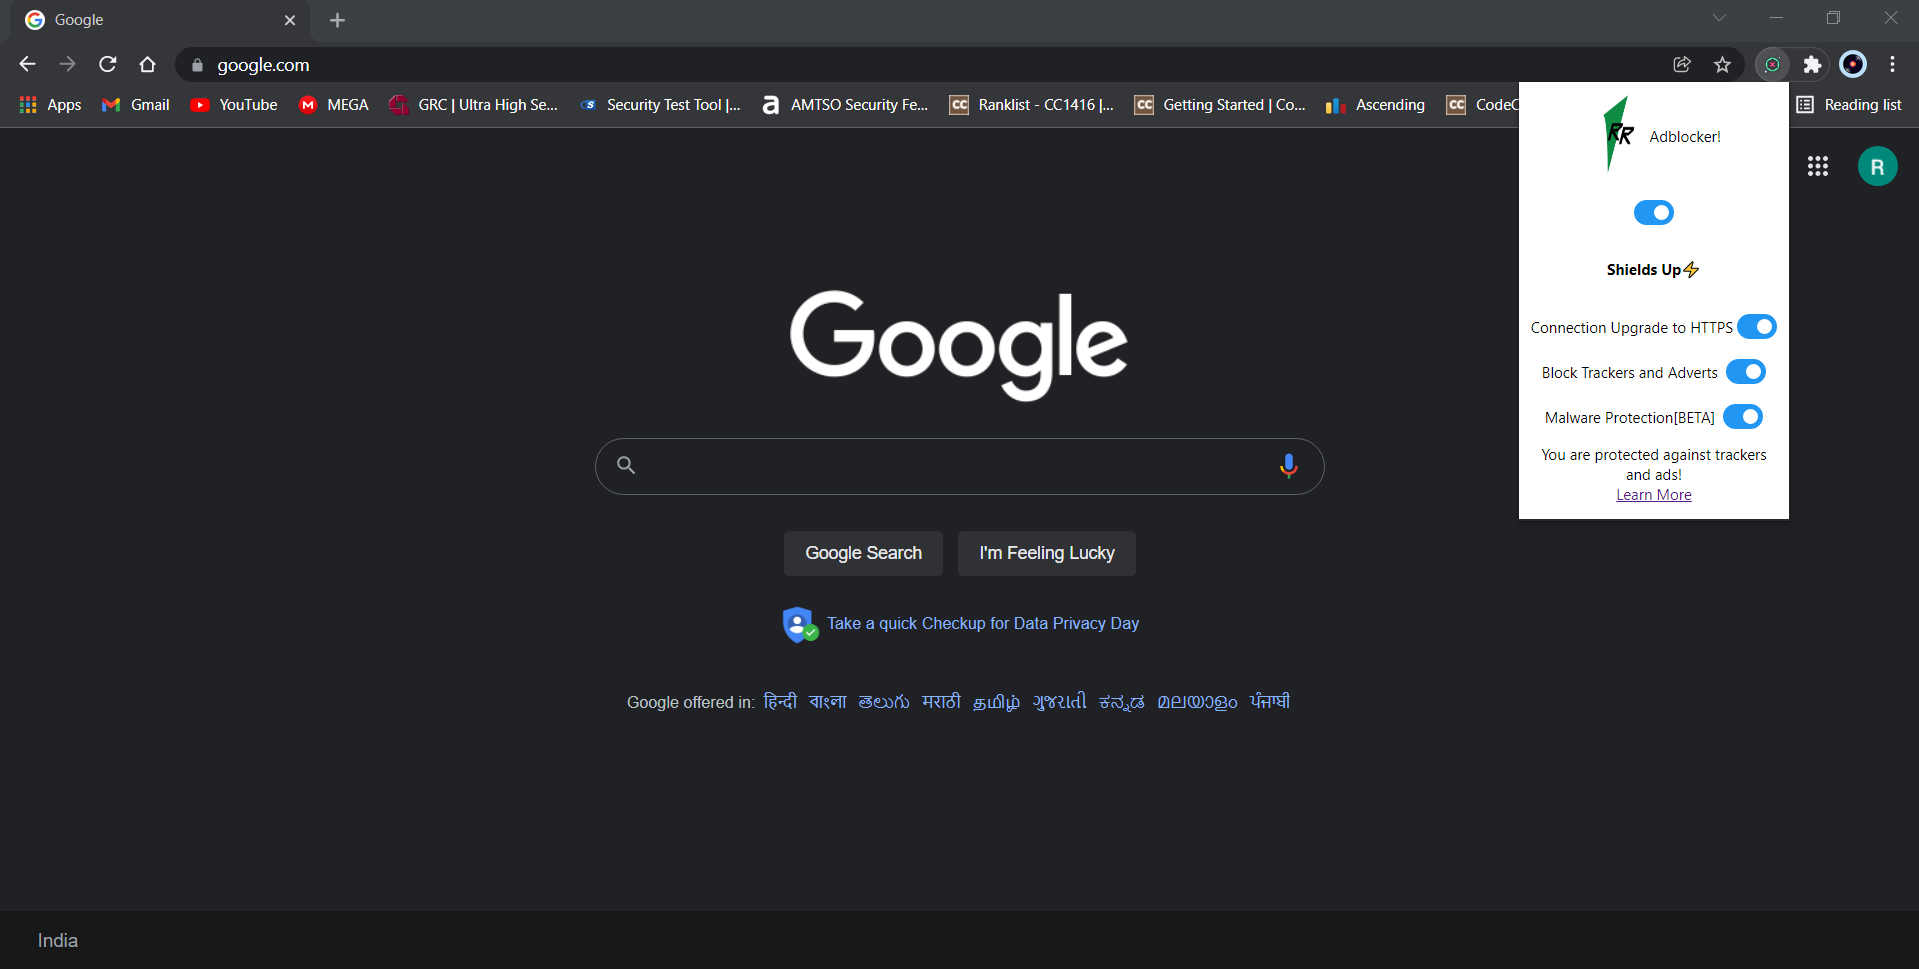 Google
google.com
Apps Gmail YouTube MEGA GRC | Ultra High Se... Security Test Tool |... AMTSO Security Fe... Ranklist - CC1416 |... Getting Started | Co... Ascending CodeC Reading list
RR Adblocker!
R
Shields Up⚡
Connection Upgrade to HTTPS
Block Trackers and Adverts
Malware Protection[BETA]
You are protected against trackers
and ads!
Learn More
Google
Google Search I'm Feeling Lucky
Take a quick Checkup for Data Privacy Day
Google offered in: हिन्दी বাংলা తెలుగు मराठी தமிழ் ગુજરાતી ಕನ್ನಡ മലയാളം ਪੰਜਾਬੀ
India